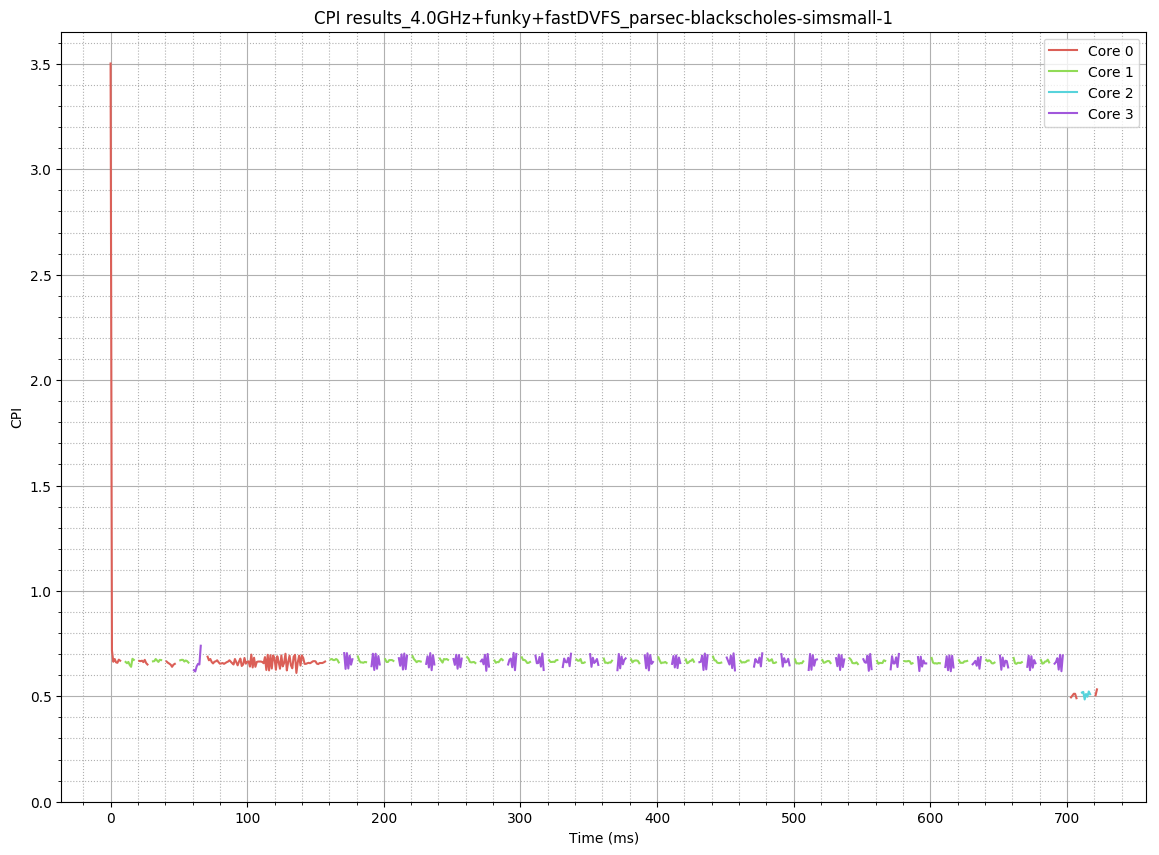 CPI results_4.0GHz+funky+fastDVFS_parsec-blackscholes-simsmall-1
Core 0
Core 1
Core 2
Core 3
3.5
3.0
2.5
2.0
1.5
1.0
0.5
0.0
CPI
0 100 200 300 400 500 600 700
Time (ms)